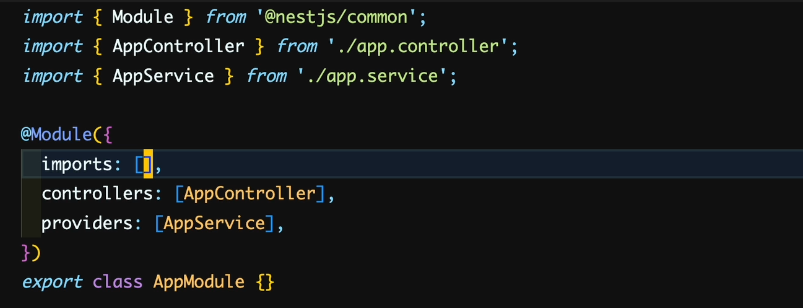 import { Module } from '@nestjs/common';
import { AppController } from './app.controller';
import { AppService } from './app.service';
@Module({
imports: [],
controllers: [AppController],
providers: [AppService],
})
export class AppModule {}